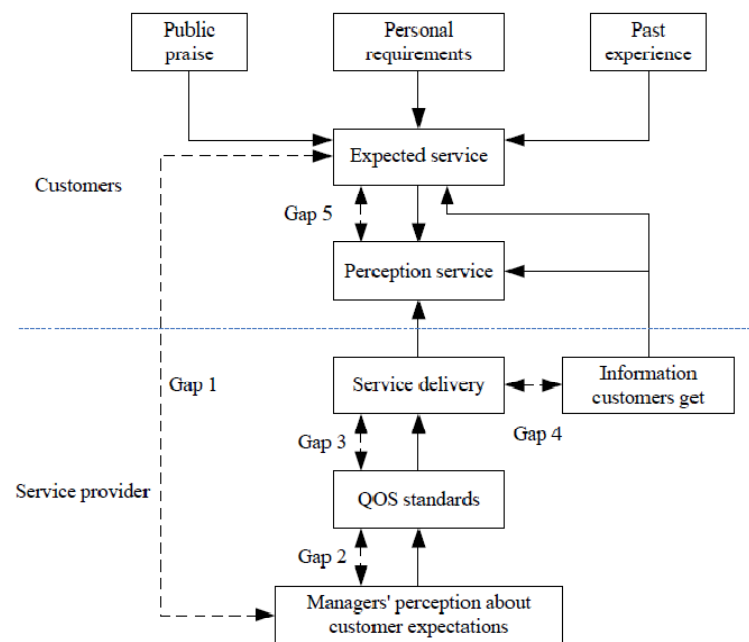 Public
praise
Personal
requirements
Past
experience
Expected service
Customers
Gap 5
Perception service
Gap 1
Service delivery
Information
customers get
Gap 3
Gap 4
Service provider
QOS standards
Gap 2
Managers' perception about
customer expectations